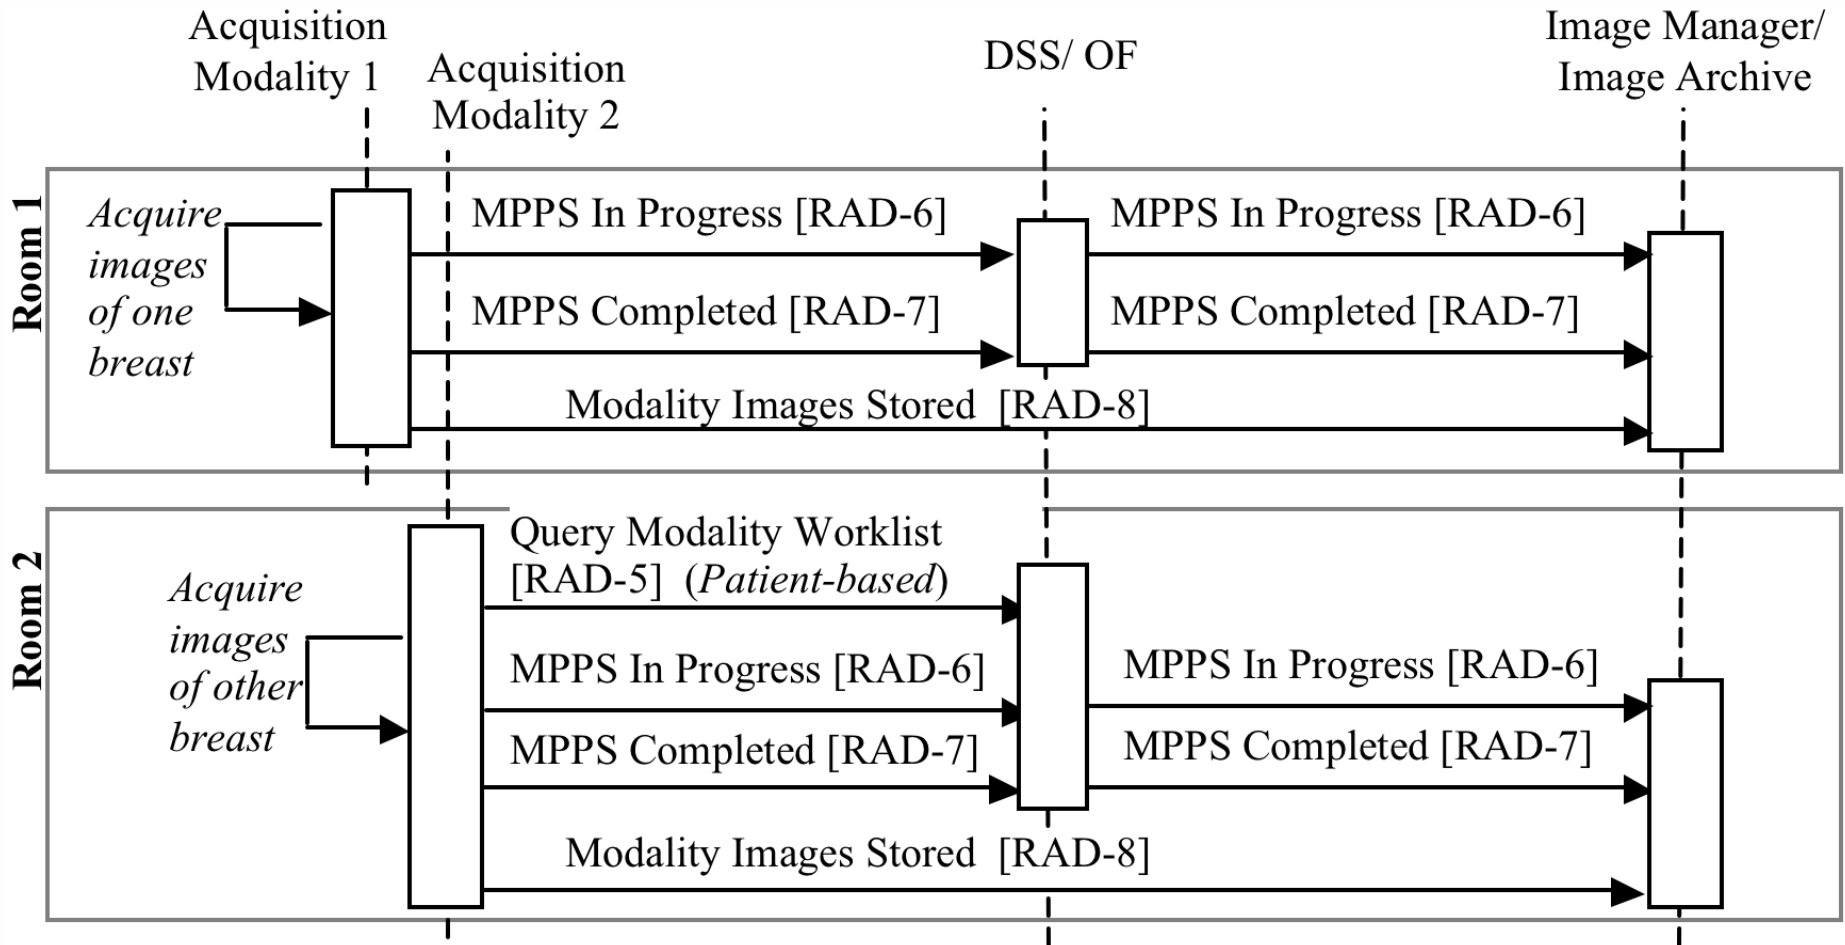 Acquisition
Modality 1
Acquisition
Modality 2
DSS/ OF
Image Manager/
Image Archive
Room 1
Acquire
images
of one
breast
MPPS In Progress [RAD-6]
MPPS In Progress [RAD-6]
MPPS Completed [RAD-7]
MPPS Completed [RAD-7]
Modality Images Stored [RAD-8]
Room 2
Acquire
images
of other
breast
Query Modality Worklist
[RAD-5] (Patient-based)
MPPS In Progress [RAD-6]
MPPS In Progress [RAD-6]
MPPS Completed [RAD-7]
MPPS Completed [RAD-7]
Modality Images Stored [RAD-8]